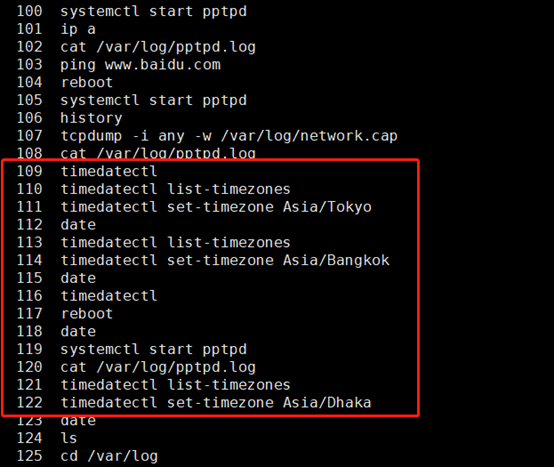 100 systemctl start pptpd
101 ip a
102 cat /var/log/pptpd.log
103 ping www.baidu.com
104 reboot
105 systemctl start pptpd
106 history
107 tcpdump -i any -w /var/log/network.cap
108 cat /var/log/pptpd.log
109 timedatectl
110 timedatectl list-timezones
111 timedatectl set-timezone Asia/Tokyo
112 date
113 timedatectl list-timezones
114 timedatectl set-timezone Asia/Bangkok
115 date
116 timedatectl
117 reboot
118 date
119 systemctl start pptpd
120 cat /var/log/pptpd.log
121 timedatectl list-timezones
122 timedatectl set-timezone Asia/Dhaka
123 date
124 ls
125 cd /var/log